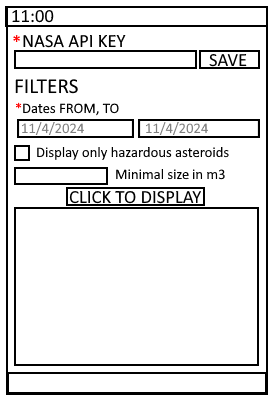 11:00
*NASA API KEY
SAVE
FILTERS
*Dates FROM, TO
11/4/2024 11/4/2024
Display only hazardous asteroids
Minimal size in m3
CLICK TO DISPLAY